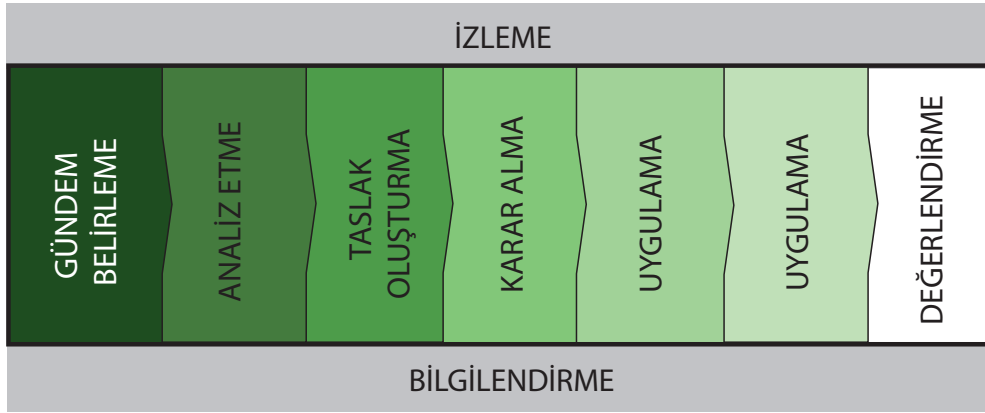 İZLEME
GÜNDEM
BELİRLEME
ANALİZ ETME
TASLAK
OLUŞTURMA
KARAR ALMA
UYGULAMA
UYGULAMA
DEĞERLENDİRME
BİLGİLENDİRME